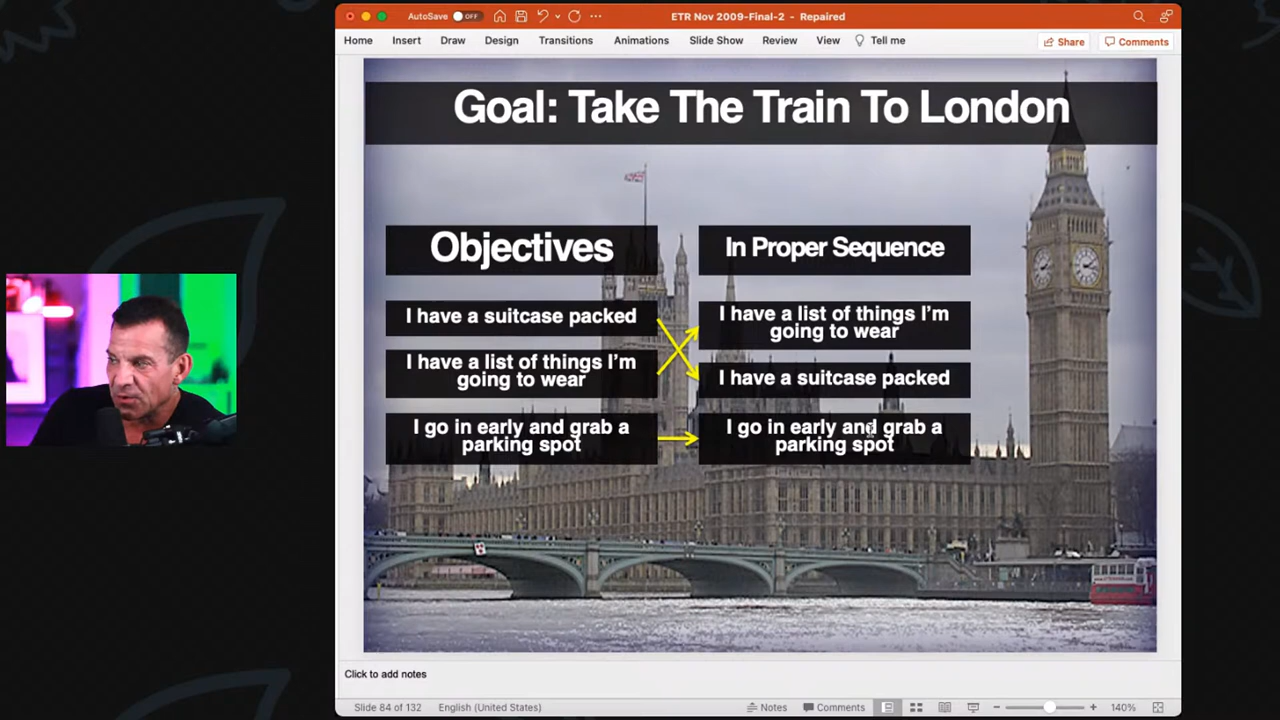 AutoSave OFF
ETR Nov 2009-Final-2 - Repaired
Home Insert Draw Design Transitions Animations Slide Show Review View Tell me Share Comments
Goal: Take The Train To London
Objectives
I have a suitcase packed
I have a list of things I'm
going to wear
I go in early and grab a
parking spot
In Proper Sequence
I have a list of things I'm
going to wear
I have a suitcase packed
I go in early and grab a
parking spot
Click to add notes
Slide 84 of 132 English (United States) Notes Comments 140%